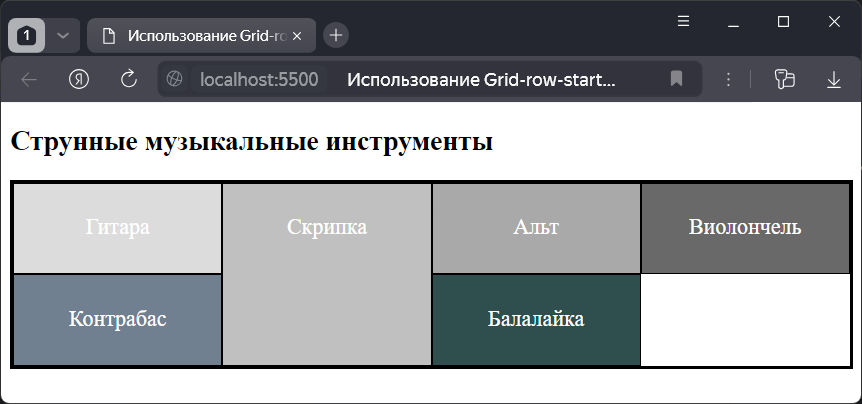 1
Использование Grid-ro
localhost:5500 Использование Grid-row-start...
Струнные музыкальные инструменты
Гитара Скрипка Альт Виолончель
Контрабас Балалайка